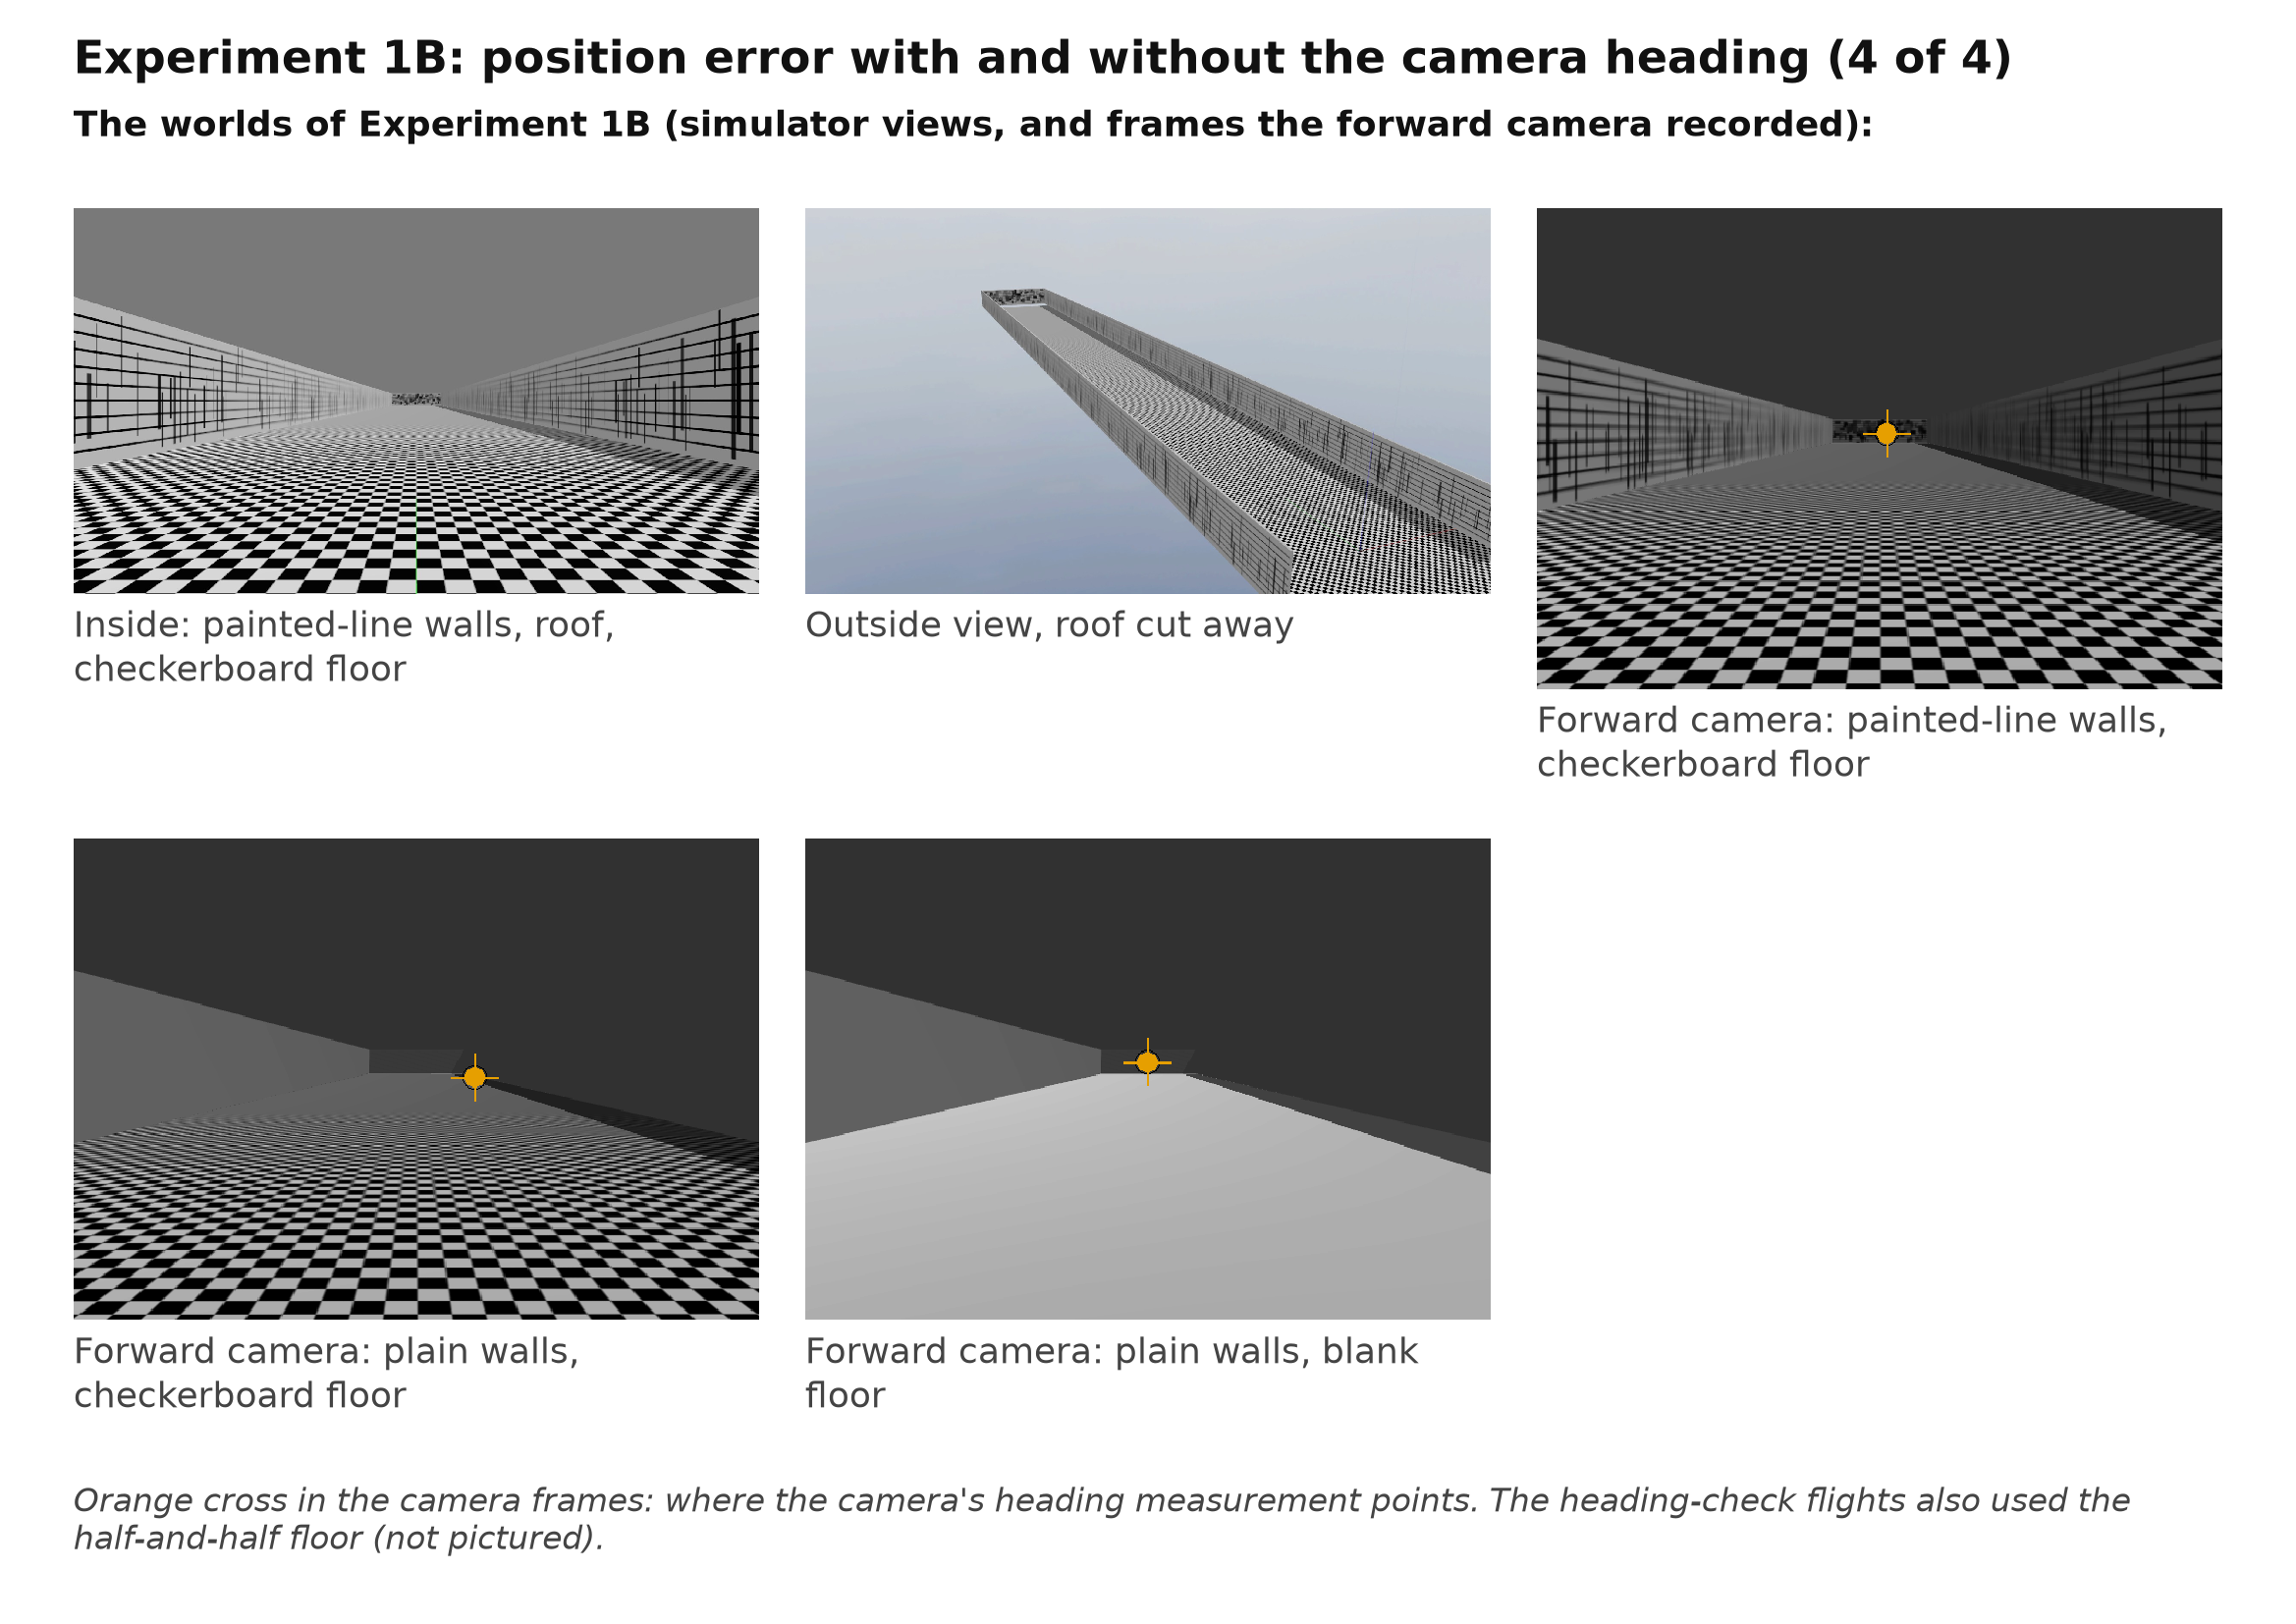 Experiment 1B: position error with and without the camera heading (4 of 4)
The worlds of Experiment 1B (simulator views, and frames the forward camera recorded):
Inside: painted-line walls, roof,
checkerboard floor
Outside view, roof cut away
Forward camera: painted-line walls,
checkerboard floor
Forward camera: plain walls,
checkerboard floor
Forward camera: plain walls, blank
floor
Orange cross in the camera frames: where the camera's heading measurement points. The heading-check flights also used the
half-and-half floor (not pictured).